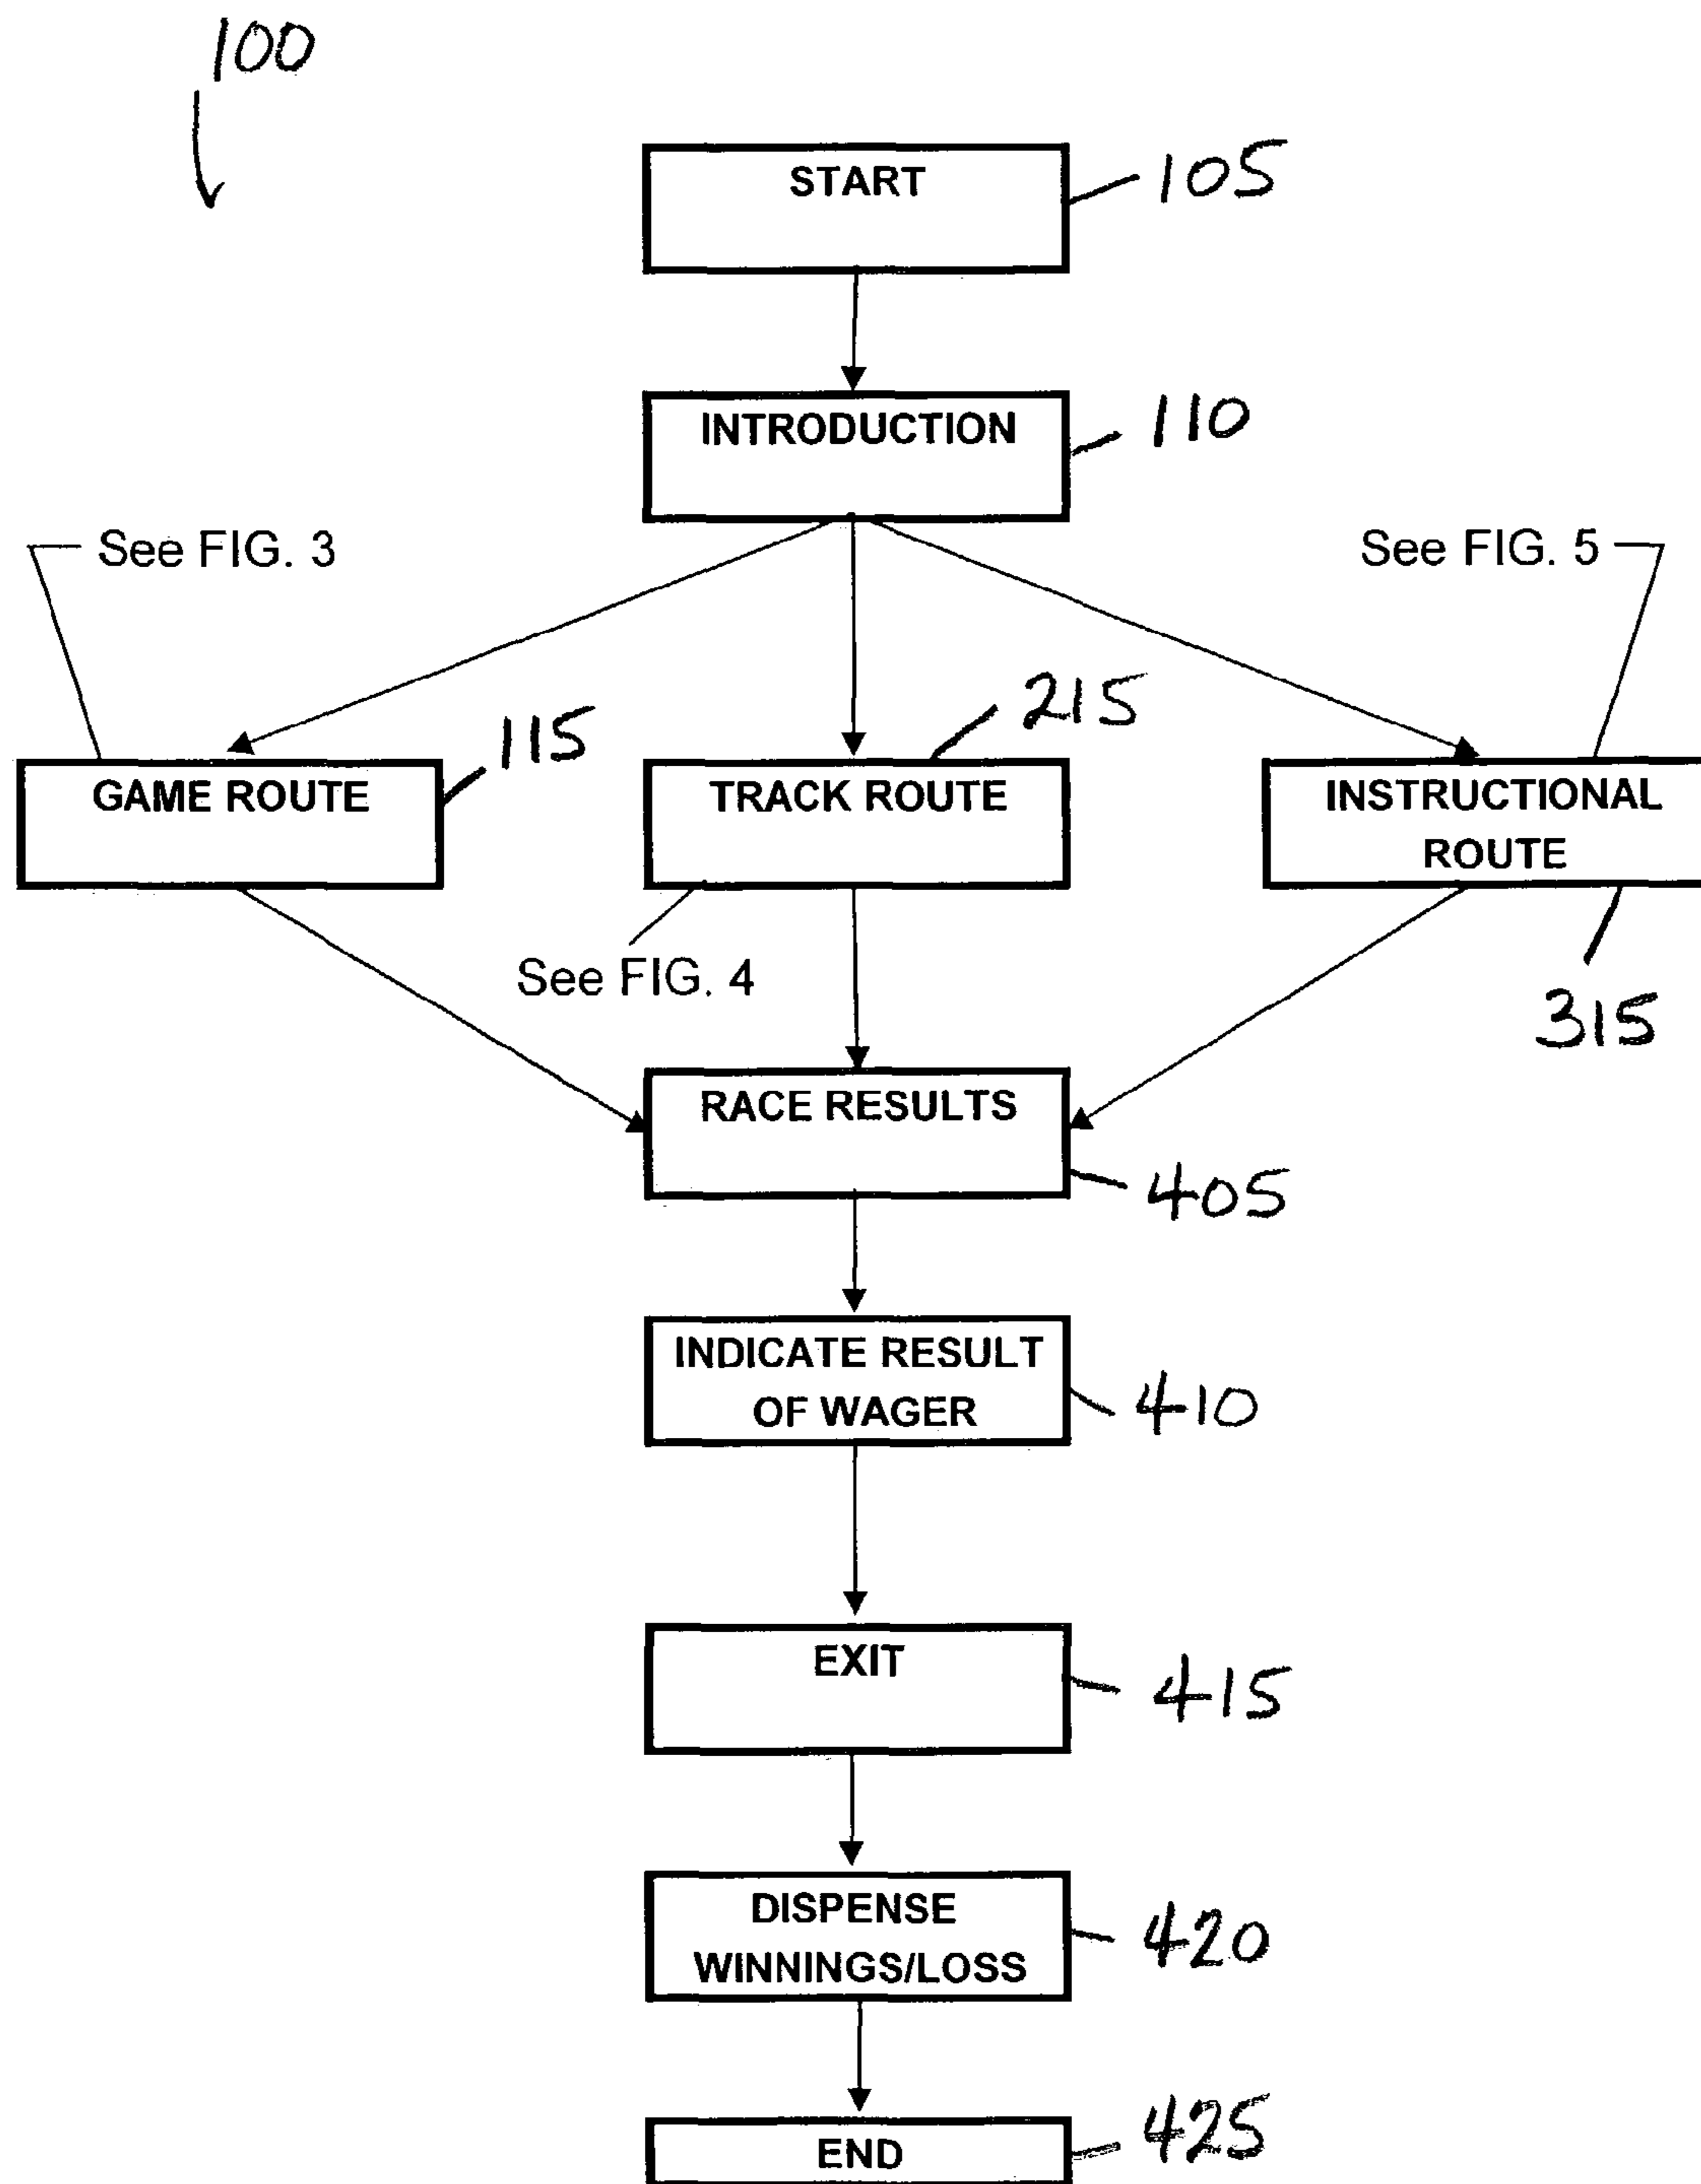 100
START
105
INTRODUCTION
110
See FIG. 3
See FIG. 5
GAME ROUTE
115
TRACK ROUTE
215
INSTRUCTIONAL
ROUTE
315
See FIG. 4
RACE RESULTS
405
INDICATE RESULT
OF WAGER
410
EXIT
415
DISPENSE
WINNINGS/LOSS
420
END
425